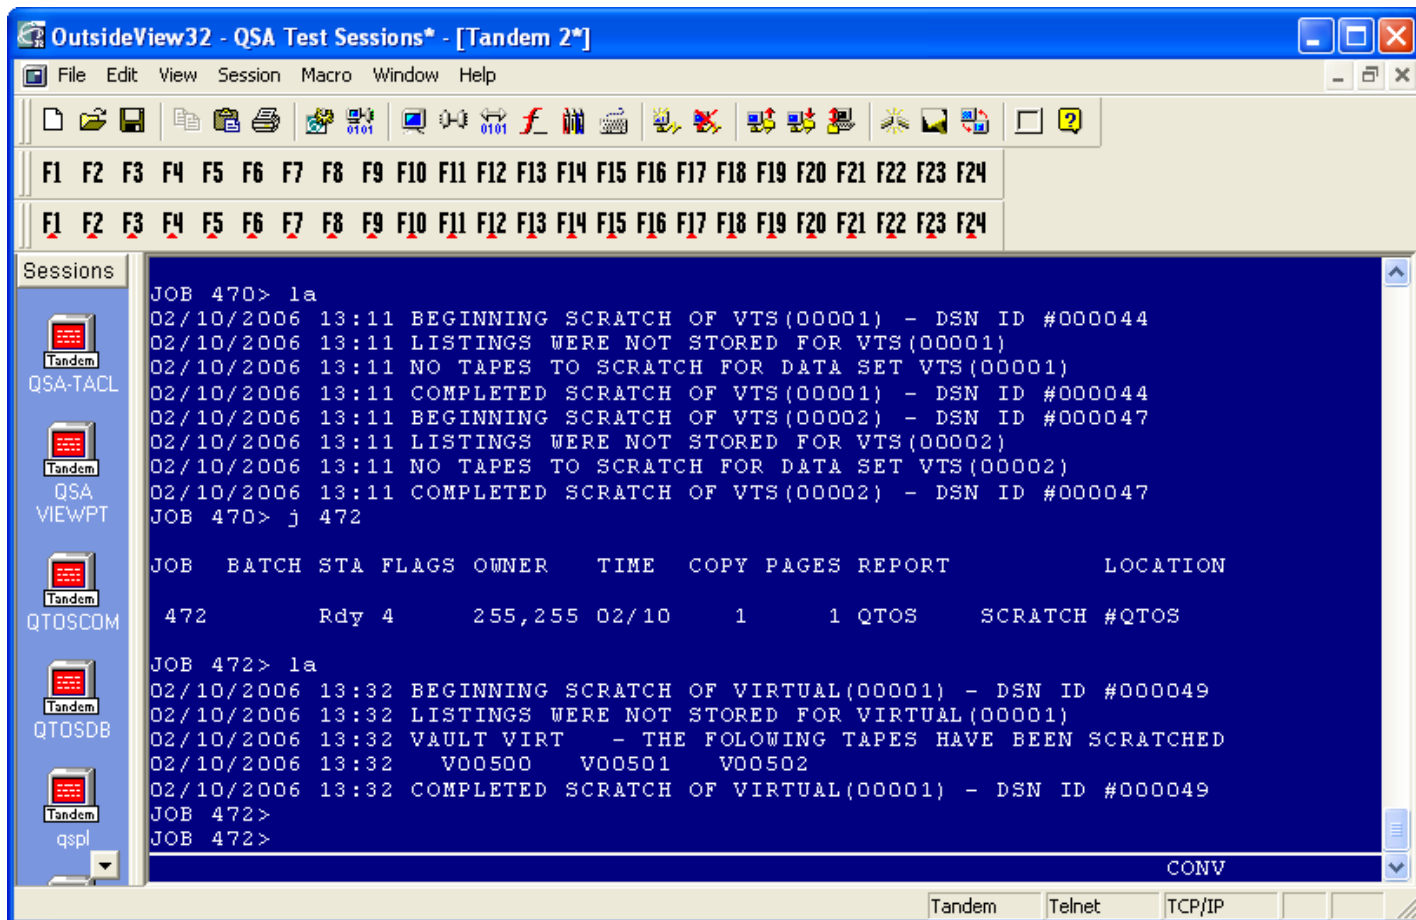 OutsideView32 - QSA Test Sessions* - [Tandem 2*]
File Edit View Session Macro Window Help
F1 F2 F3 F4 F5 F6 F7 F8 F9 F10 F11 F12 F13 F14 F15 F16 F17 F18 F19 F20 F21 F22 F23 F24
F1 F2 F3 F4 F5 F6 F7 F8 F9 F10 F11 F12 F13 F14 F15 F16 F17 F18 F19 F20 F21 F22 F23 F24
Sessions
Tandem
QSA-TACL
Tandem
QSA
VIEWPT
Tandem
QTOSCOM
Tandem
QTOSDB
Tandem
qspl
JOB 470> la
02/10/2006 13:11 BEGINNING SCRATCH OF VTS(00001) - DSN ID #000044
02/10/2006 13:11 LISTINGS WERE NOT STORED FOR VTS(00001)
02/10/2006 13:11 NO TAPES TO SCRATCH FOR DATA SET VTS(00001)
02/10/2006 13:11 COMPLETED SCRATCH OF VTS(00001) - DSN ID #000044
02/10/2006 13:11 BEGINNING SCRATCH OF VTS(00002) - DSN ID #000047
02/10/2006 13:11 LISTINGS WERE NOT STORED FOR VTS(00002)
02/10/2006 13:11 NO TAPES TO SCRATCH FOR DATA SET VTS(00002)
02/10/2006 13:11 COMPLETED SCRATCH OF VTS(00002) - DSN ID #000047
JOB 470> j 472
JOB BATCH STA FLAGS OWNER TIME COPY PAGES REPORT LOCATION
472 Rdy 4 255,255 02/10 1 1 QTOS SCRATCH #QTOS
JOB 472> la
02/10/2006 13:32 BEGINNING SCRATCH OF VIRTUAL(00001) - DSN ID #000049
02/10/2006 13:32 LISTINGS WERE NOT STORED FOR VIRTUAL(00001)
02/10/2006 13:32 VAULT VIRT - THE FOLOWING TAPES HAVE BEEN SCRATCHED
02/10/2006 13:32 V00500 V00501 V00502
02/10/2006 13:32 COMPLETED SCRATCH OF VIRTUAL(00001) - DSN ID #000049
JOB 472>
JOB 472>
CONV
Tandem Telnet TCP/IP